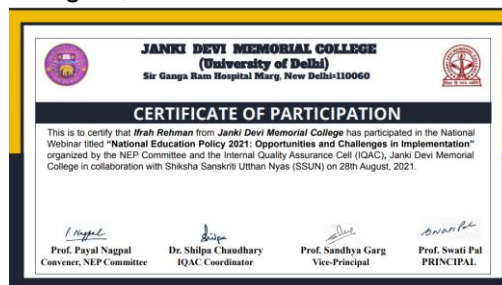 JANKI DEVI MEMORIAL COLLEGE
(University of Delhi)
Sir Ganga Ram Hospital Marg, New Delhi-110060
CERTIFICATE OF PARTICIPATION
This is to certify that Ifrah Rehman from Janki Devi Memorial College has participated in the National
Webinar titled "National Education Policy 2021: Opportunities and Challenges in Implementation"
organized by the NEP Committee and the Internal Quality Assurance Cell (IQAC), Janki Devi Memorial
College in collaboration with Shiksha Sanskriti Utthan Nyas (SSUN) on 28th August, 2021.
P Nagpal
Shilpa
Swati Pal
Prof. Payal Nagpal
Convener, NEP Committee
Dr. Shilpa Chaudhary
IQAC Coordinator
Prof. Sandhya Garg
Vice-Principal
Prof. Swati Pal
PRINCIPAL